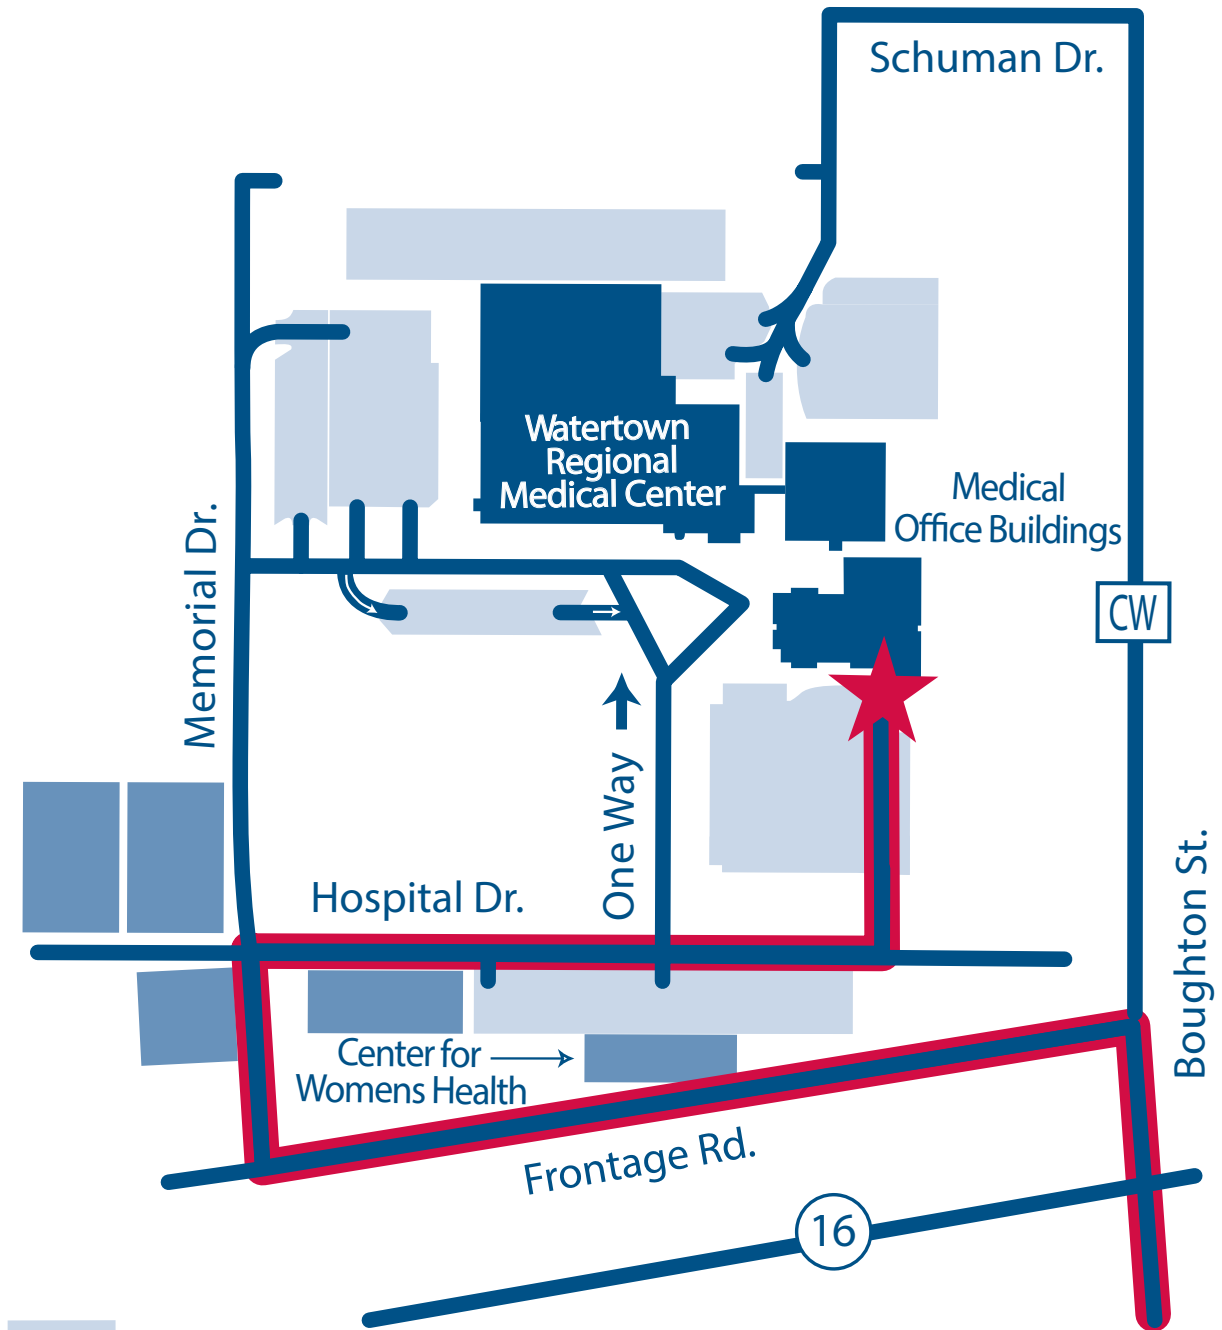 Schuman Dr.
Watertown
Regional
Medical Center
Medical
Office Buildings
CW
Memorial Dr.
One Way
Hospital Dr.
Boughton St.
Center for
Womens Health
Frontage Rd.
16